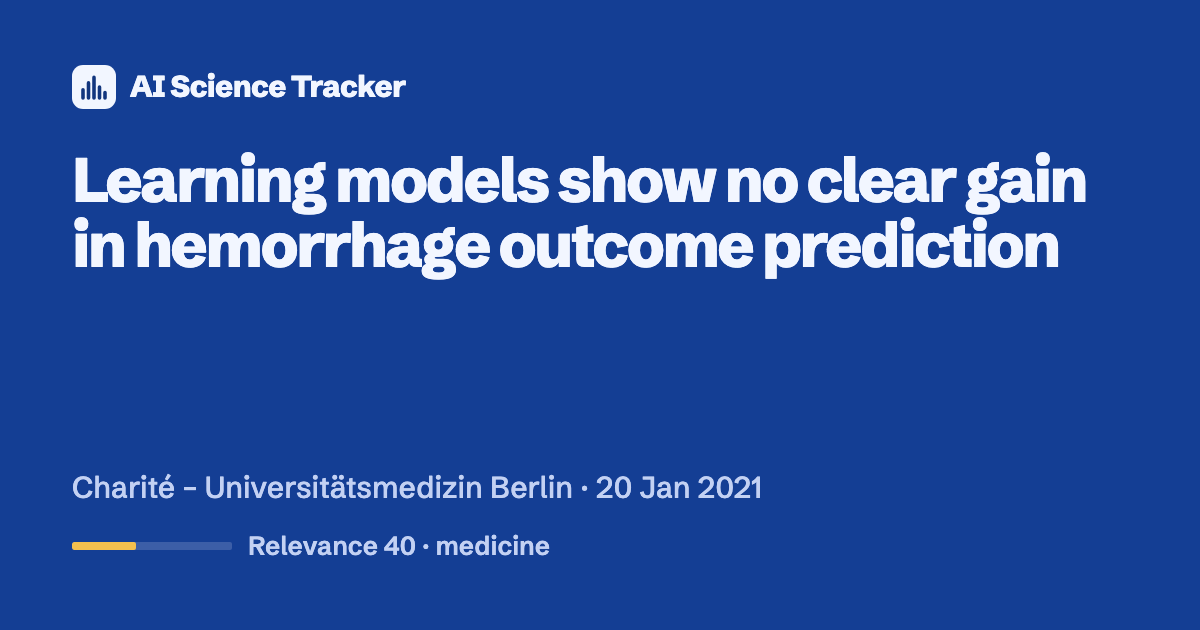 AI Science Tracker
Learning models show no clear gain
in hemorrhage outcome prediction
Charité – Universitätsmedizin Berlin · 20 Jan 2021
Relevance 40 · medicine